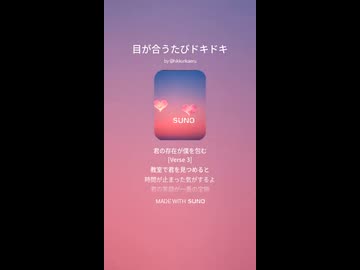 目が合うたびドキドキ
SUNO
君の存在が僕を包む
[Verse 3]
教室で君を見つめると
時間が止まった気がするよ
君の笑顔が一番の宝物
MADE WITH SUNO